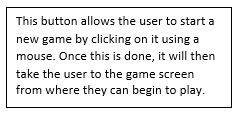 This button allows the user to start a
new game by clicking on it using a
mouse. Once this is done, it will then
take the user to the game screen
from where they can begin to play.